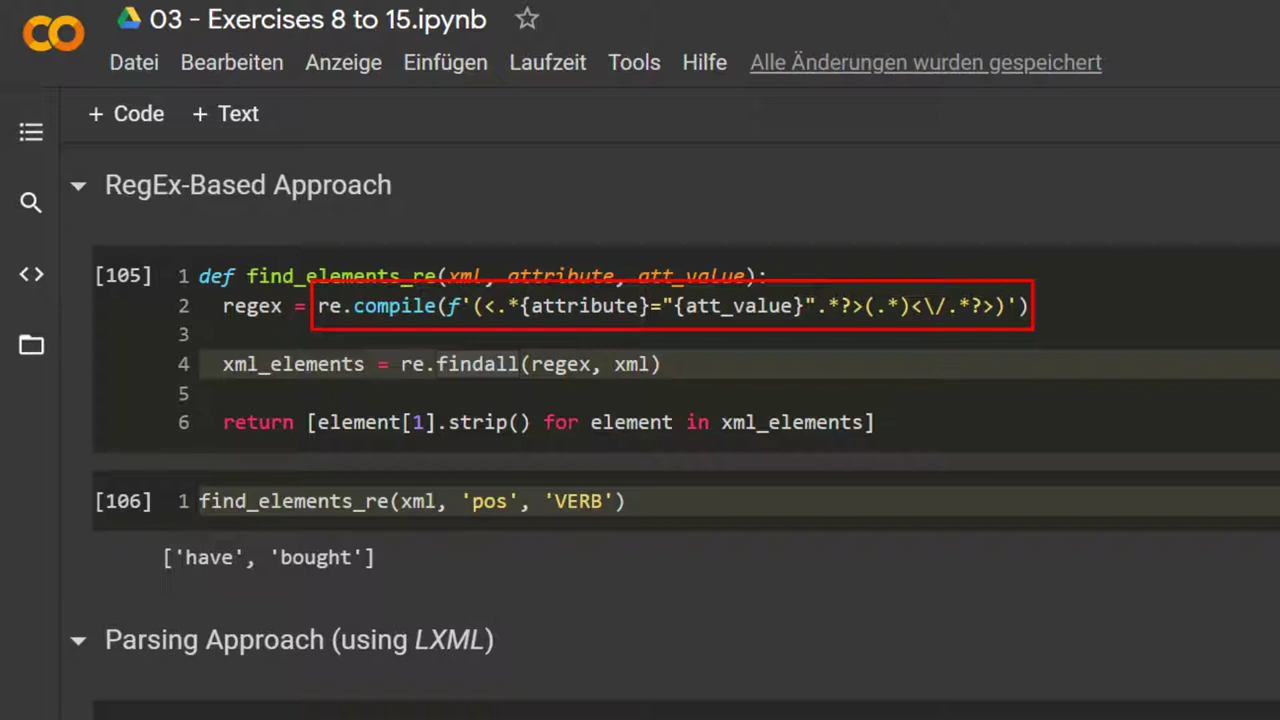 03 - Exercises 8 to 15.ipynb
Datei Bearbeiten Anzeige Einfügen Laufzeit Tools Hilfe Alle Änderungen wurden gespeichert
+ Code + Text
RegEx-Based Approach
[105] 1 def find_elements_re(xml, attribute, att_value):
2 regex = re.compile(f'(<.*{attribute}="{att_value}".*?>(.*)<\/.*?>)')
3
4 xml_elements = re.findall(regex, xml)
5
6 return [element[1].strip() for element in xml_elements]
[106] 1 find_elements_re(xml, 'pos', 'VERB')
['have', 'bought']
Parsing Approach (using LXML)